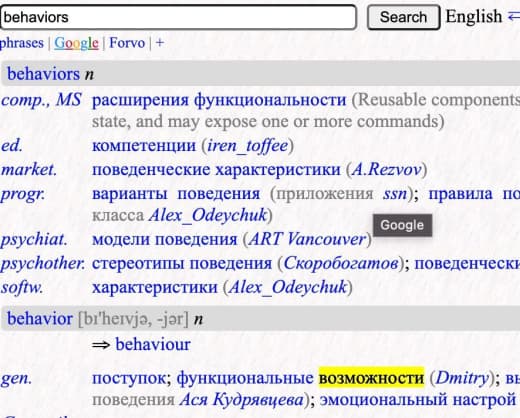 behaviors Search English
phrases | Google | Forvo | +
behaviors n
comp., MS расширения функциональности (Reusable components
state, and may expose one or more commands)
ed. компетенции (iren_toffee)
market. поведенческие характеристики (A.Rezvov)
progr. варианты поведения (приложения ssn); правила по
класса Alex_Odeychuk)
Google
psychiat. модели поведения (ART Vancouver)
psychother. стереотипы поведения (Скоробогатов); поведенчески
softw. характеристики (Alex_Odeychuk)
behavior [bɪ'heɪvjə, -jər] n
⇒ behaviour
gen. поступок; функциональные возможности (Dmitry); вы
поведения Ася Кудрявцева); эмоциональный настрой